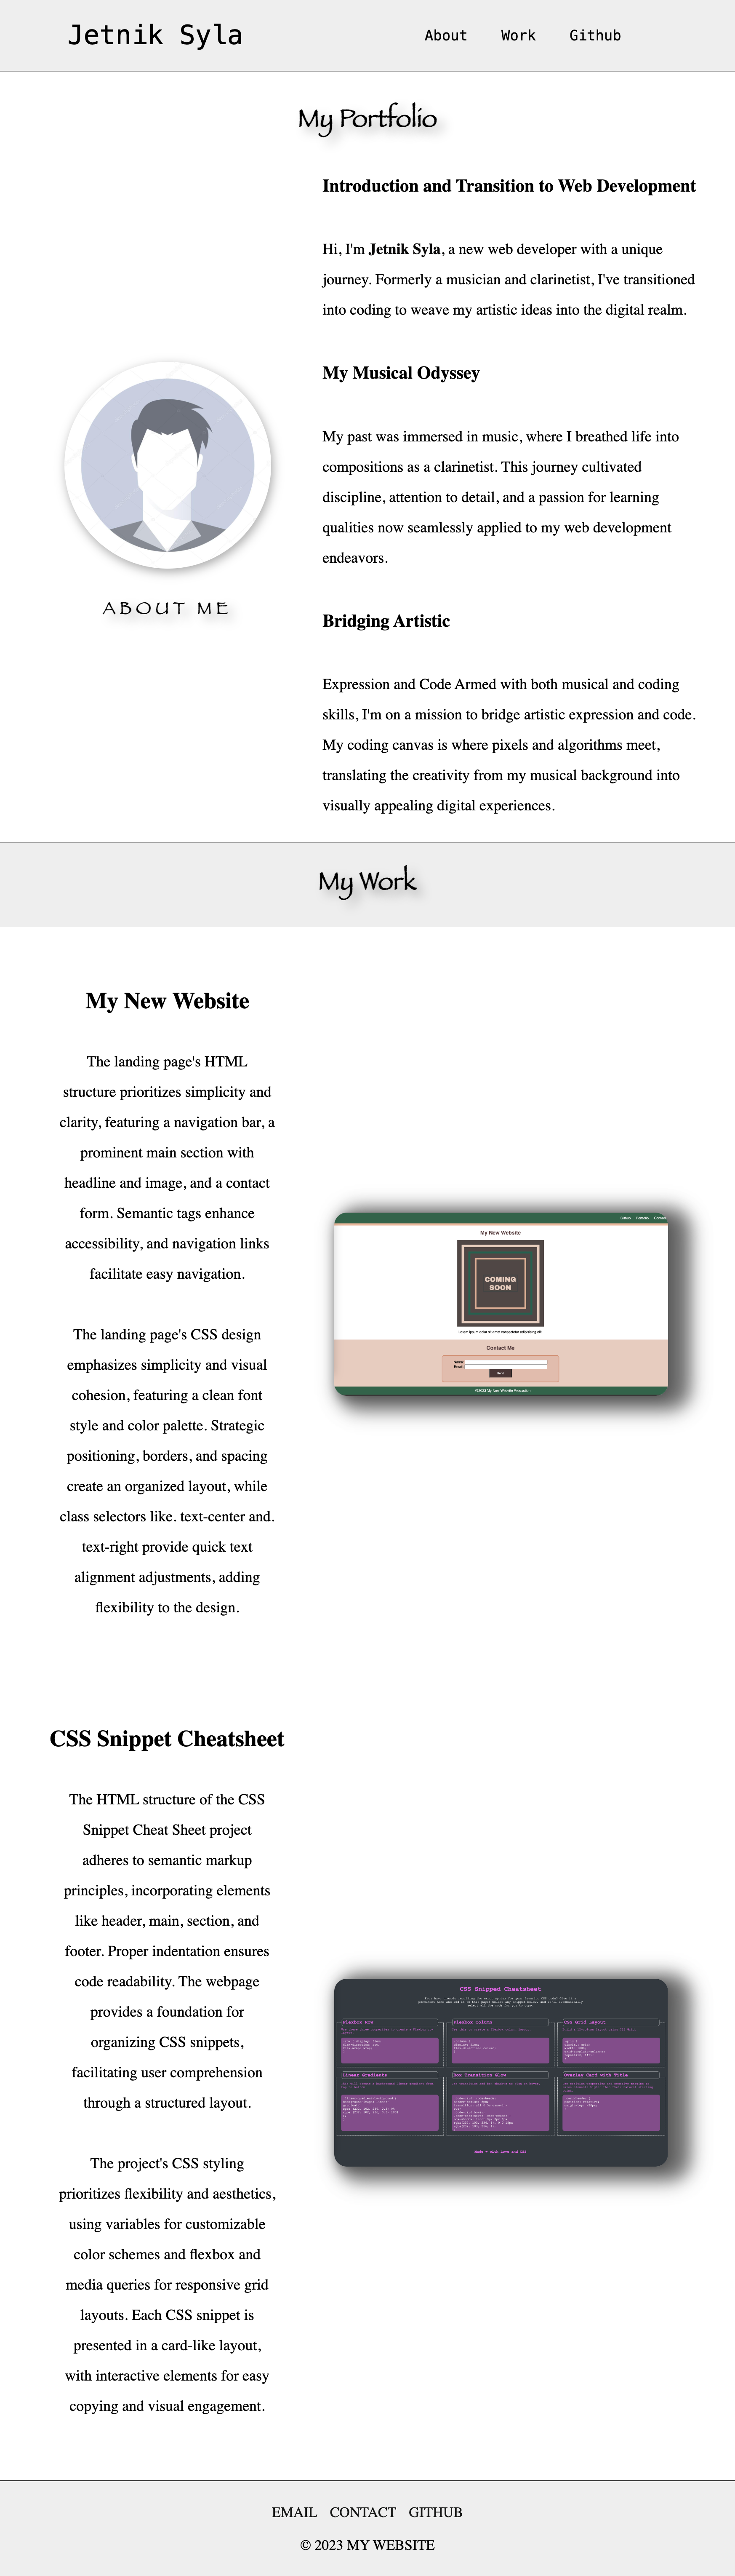 Jetnik Syla
About Work Github
My Portfolio
Introduction and Transition to Web Development
Hi, I'm Jetnik Syla, a new web developer with a unique
journey. Formerly a musician and clarinetist, I've transitioned
into coding to weave my artistic ideas into the digital realm.
My Musical Odyssey
My past was immersed in music, where I breathed life into
compositions as a clarinetist. This journey cultivated
discipline, attention to detail, and a passion for learning
qualities now seamlessly applied to my web development
endeavors.
Bridging Artistic
Expression and Code Armed with both musical and coding
skills, I'm on a mission to bridge artistic expression and code.
My coding canvas is where pixels and algorithms meet,
translating the creativity from my musical background into
visually appealing digital experiences.
ABOUT ME
My Work
My New Website
The landing page's HTML
structure prioritizes simplicity and
clarity, featuring a navigation bar, a
prominent main section with
headline and image, and a contact
form. Semantic tags enhance
accessibility, and navigation links
facilitate easy navigation.
The landing page's CSS design
emphasizes simplicity and visual
cohesion, featuring a clean font
style and color palette. Strategic
positioning, borders, and spacing
create an organized layout, while
class selectors like. text-center and.
text-right provide quick text
alignment adjustments, adding
flexibility to the design.
Github Portfolio Contact
My New Website
COMING
SOON
Contact Me
Name
Email
CSS Snippet Cheatsheet
The HTML structure of the CSS
Snippet Cheat Sheet project
adheres to semantic markup
principles, incorporating elements
like header, main, section, and
footer. Proper indentation ensures
code readability. The webpage
provides a foundation for
organizing CSS snippets,
facilitating user comprehension
through a structured layout.
The project's CSS styling
prioritizes flexibility and aesthetics,
using variables for customizable
color schemes and flexbox and
media queries for responsive grid
layouts. Each CSS snippet is
presented in a card-like layout,
with interactive elements for easy
copying and visual engagement.
CSS Snipped Cheatsheet
Flexbox Row
Flexbox Column
CSS Grid Layout
Linear Gradients
Box Transition Glow
Overlay Card with Title
Made ♥ with Love and CSS
EMAIL CONTACT GITHUB
© 2023 MY WEBSITE